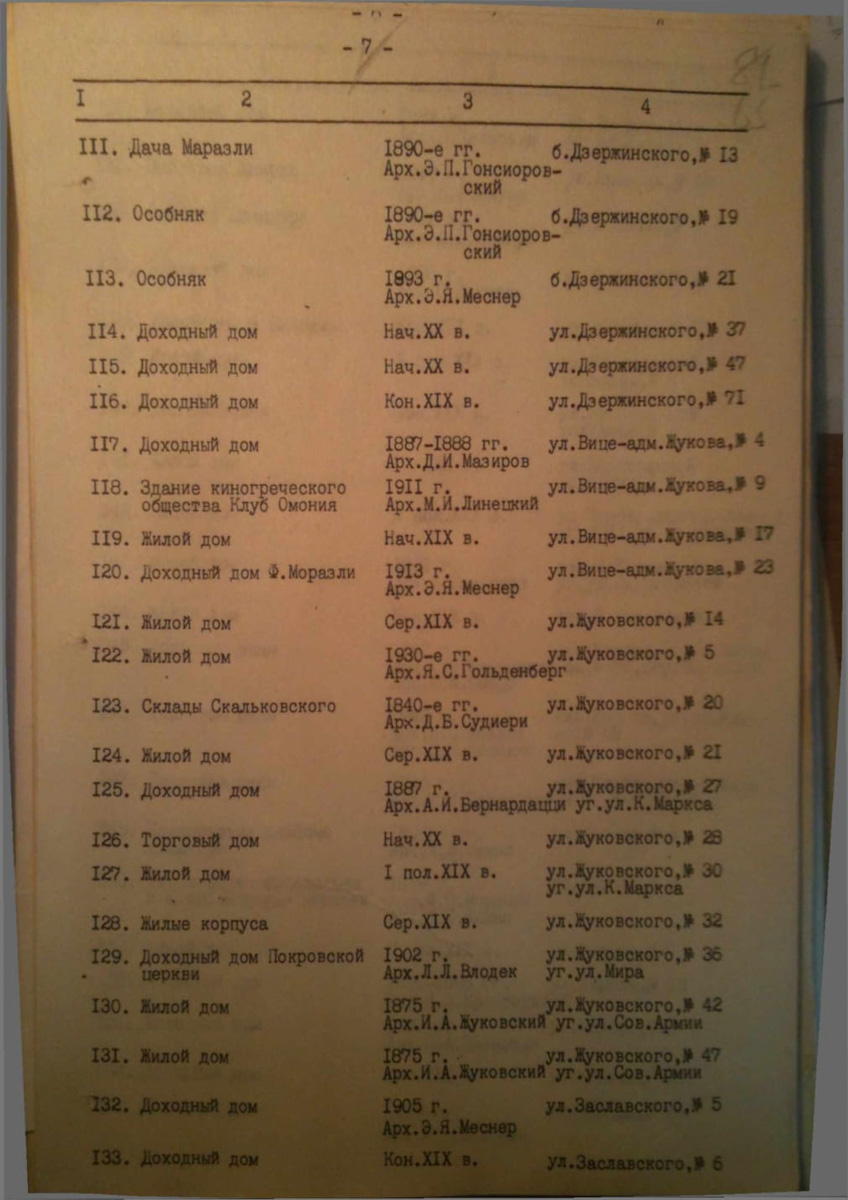 - 7 -
I 2 3 4
III. Дача Маразли 1890-е гг. б.Дзержинского,№ 13
Арх.Э.П.Гонсиоров-
ский
II2. Особняк 1890-е гг. б.Дзержинского,№ 19
Арх.Э.П.Гонсиоров-
ский
II3. Особняк 1893 г. б.Дзержинского,№ 21
Арх.Э.Я.Меснер
II4. Доходный дом Нач.XX в. ул.Дзержинского,№ 37
II5. Доходный дом Нач.XX в. ул.Дзержинского,№ 47
II6. Доходный дом Кон.XIX в. ул.Дзержинского,№ 71
II7. Доходный дом 1887-1888 гг. ул.Вице-адм.Жукова,№ 4
Арх.Д.И.Мазиров
II8. Здание киногреческого 1911 г. ул.Вице-адм.Жукова,№ 9
общества Клуб Омония Арх.М.И.Линецкий
II9. Жилой дом Нач.XIX в. ул.Вице-адм.Жукова,№ 17
I20. Доходный дом Ф.Моразли 1913 г. ул.Вице-адм.Жукова,№ 23
Арх.Э.Я.Меснер
I21. Жилой дом Сер.XIX в. ул.Жуковского,№ 14
I22. Жилой дом 1930-е гг. ул.Жуковского,№ 5
Арх.Я.С.Гольденберг
I23. Склады Скальковского 1840-е гг. ул.Жуковского,№ 20
Арх.Д.Б.Судиери
I24. Жилой дом Сер.XIX в. ул.Жуковского,№ 21
I25. Доходный дом 1887 г. ул.Жуковского,№ 27
Арх.А.И.Бернардацци уг.ул.К.Маркса
I26. Торговый дом Нач.XX в. ул.Жуковского,№ 28
I27. Жилой дом I пол.XIX в. ул.Жуковского,№ 30
уг.ул.К.Маркса
I28. Жилые корпуса Сер.XIX в. ул.Жуковского,№ 32
I29. Доходный дом Покровской 1902 г. ул.Жуковского,№ 36
церкви Арх.Л.Л.Влодек уг.ул.Мира
I30. Жилой дом 1875 г. ул.Жуковского,№ 42
Арх.И.А.Жуковский уг.ул.Сов.Армии
I31. Жилой дом 1875 г. ул.Жуковского,№ 47
Арх.И.А.Жуковский уг.ул.Сов.Армии
I32. Доходный дом 1905 г. ул.Заславского,№ 5
Арх.Э.Я.Меснер
I33. Доходный дом Кон.XIX в. ул.Заславского,№ 6